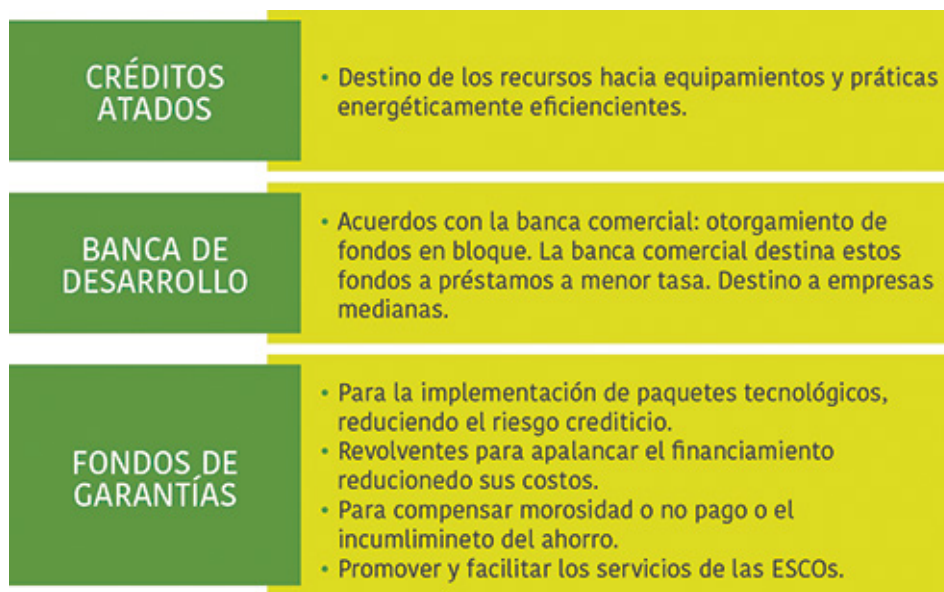 CRÉDITOS
ATADOS
• Destino de los recursos hacia equipamientos y práticas
energéticamente eficiencientes.
BANCA DE
DESARROLLO
• Acuerdos con la banca comercial: otorgamiento de
fondos en bloque. La banca comercial destina estos
fondos a préstamos a menor tasa. Destino a empresas
medianas.
FONDOS DE
GARANTÍAS
• Para la implementación de paquetes tecnológicos,
reduciendo el riesgo crediticio.
• Revolventes para apalancar el financiamiento
reducionedo sus costos.
• Para compensar morosidad o no pago o el
incumlimineto del ahorro.
• Promover y facilitar los servicios de las ESCOs.